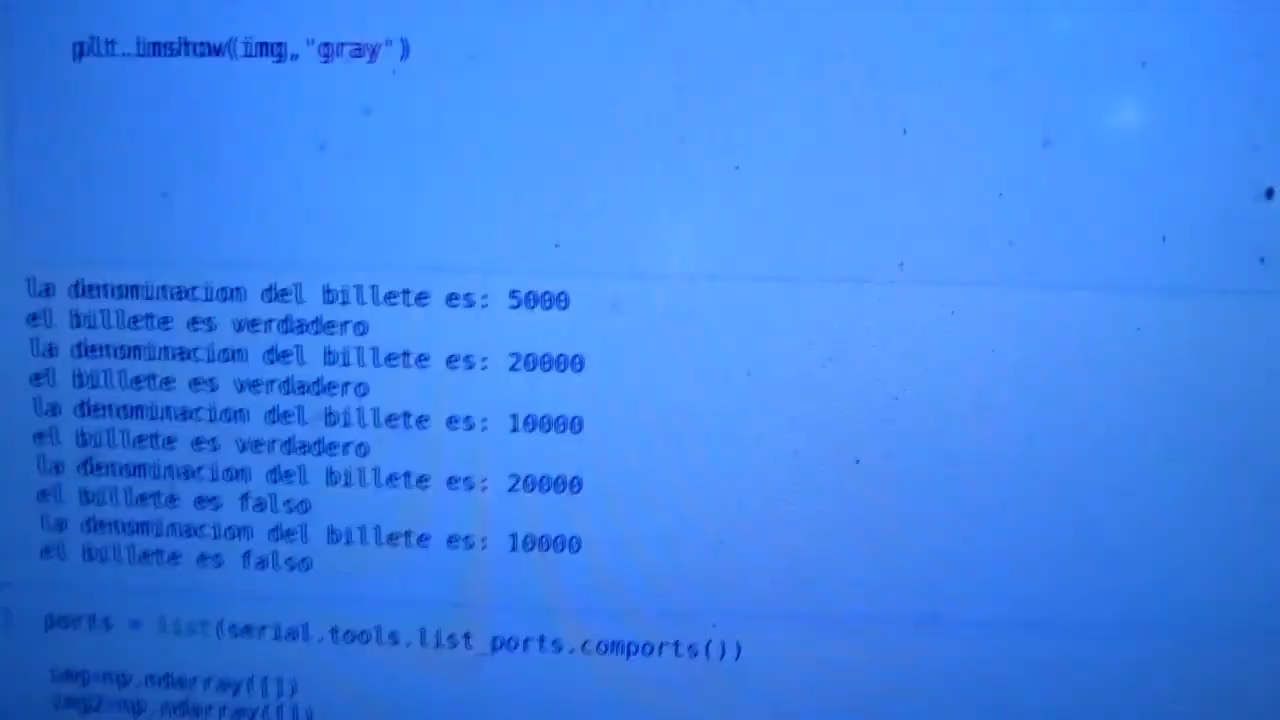 plt.imshow(img,"gray")
la denominacion del billete es: 5000
el billete es verdadero
la denominacion del billete es: 20000
el billete es verdadero
la denominacion del billete es: 10000
el billete es verdadero
la denominacion del billete es: 20000
el billete es falso
la denominacion del billete es: 10000
el billete es falso
ports = list(serial.tools.list_ports.comports())
img=np.ndarray([])
img2=np.ndarray([])